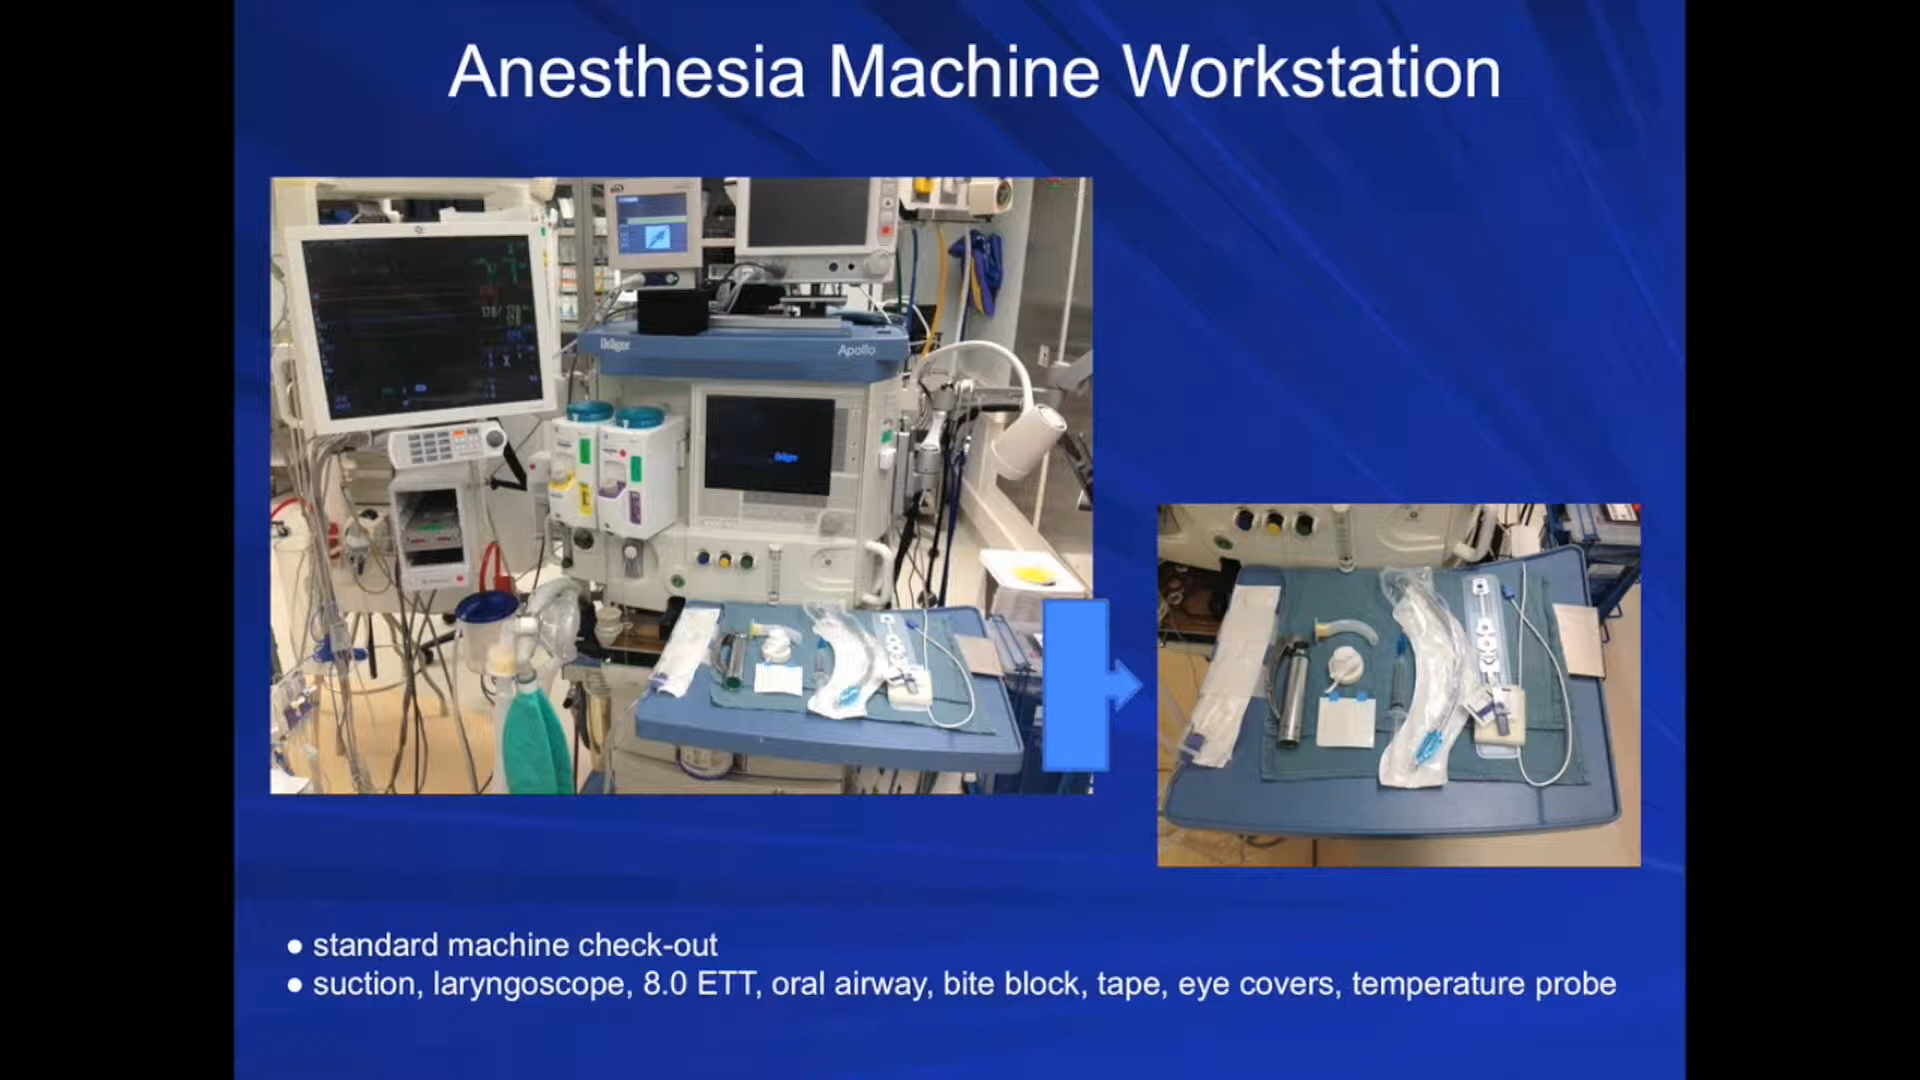 Anesthesia Machine Workstation
Dräger
Apollo
Dräger
● standard machine check-out
● suction, laryngoscope, 8.0 ETT, oral airway, bite block, tape, eye covers, temperature probe